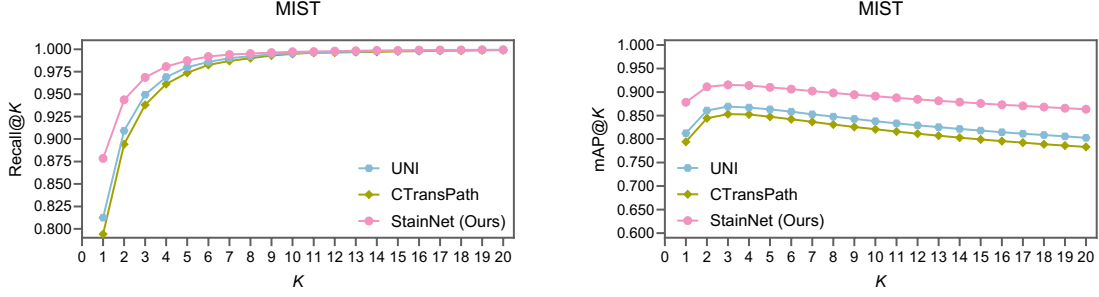 MIST
Recall@K
1.000
0.975
0.950
0.925
0.900
0.875
0.850
0.825
0.800
UNI
CTransPath
StainNet (Ours)
0 1 2 3 4 5 6 7 8 9 10 11 12 13 14 15 16 17 18 19 20
K
MIST
mAP@K
1.000
0.950
0.900
0.850
0.800
0.750
0.700
0.650
0.600
UNI
CTransPath
StainNet (Ours)
0 1 2 3 4 5 6 7 8 9 10 11 12 13 14 15 16 17 18 19 20
K